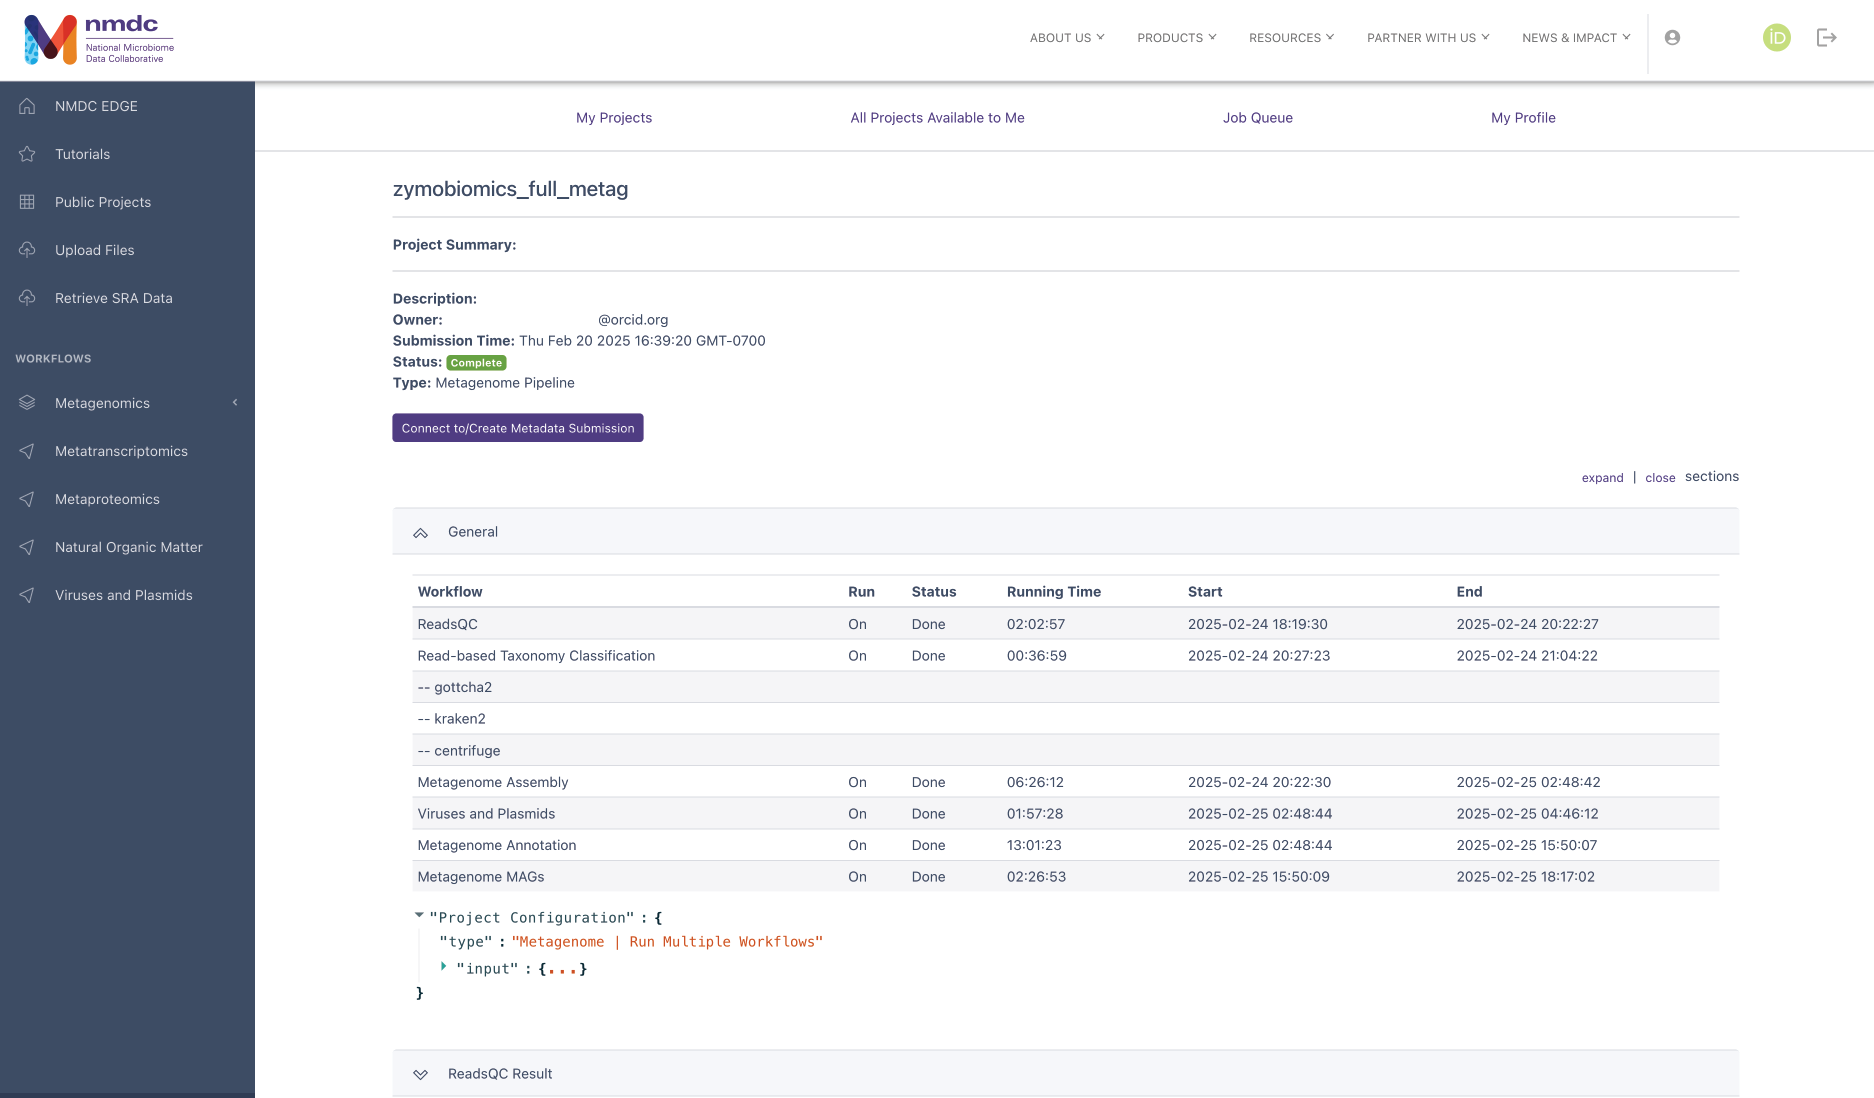 nmdc
National Microbiome
Data Collaborative
ABOUT US PRODUCTS RESOURCES PARTNER WITH US NEWS & IMPACT iD
NMDC EDGE
Tutorials
Public Projects
Upload Files
Retrieve SRA Data
WORKFLOWS
Metagenomics
Metatranscriptomics
Metaproteomics
Natural Organic Matter
Viruses and Plasmids
My Projects All Projects Available to Me Job Queue My Profile
zymobiomics_full_metag
Project Summary:
Description:
Owner: @orcid.org
Submission Time: Thu Feb 20 2025 16:39:20 GMT-0700
Status: Complete
Type: Metagenome Pipeline
Connect to/Create Metadata Submission
expand | close sections
General
Workflow Run Status Running Time Start End
ReadsQC On Done 02:02:57 2025-02-24 18:19:30 2025-02-24 20:22:27
Read-based Taxonomy Classification On Done 00:36:59 2025-02-24 20:27:23 2025-02-24 21:04:22
-- gottcha2
-- kraken2
-- centrifuge
Metagenome Assembly On Done 06:26:12 2025-02-24 20:22:30 2025-02-25 02:48:42
Viruses and Plasmids On Done 01:57:28 2025-02-25 02:48:44 2025-02-25 04:46:12
Metagenome Annotation On Done 13:01:23 2025-02-25 02:48:44 2025-02-25 15:50:07
Metagenome MAGs On Done 02:26:53 2025-02-25 15:50:09 2025-02-25 18:17:02
"Project Configuration" : {
"type" : "Metagenome | Run Multiple Workflows"
"input" : {...}
}
ReadsQC Result